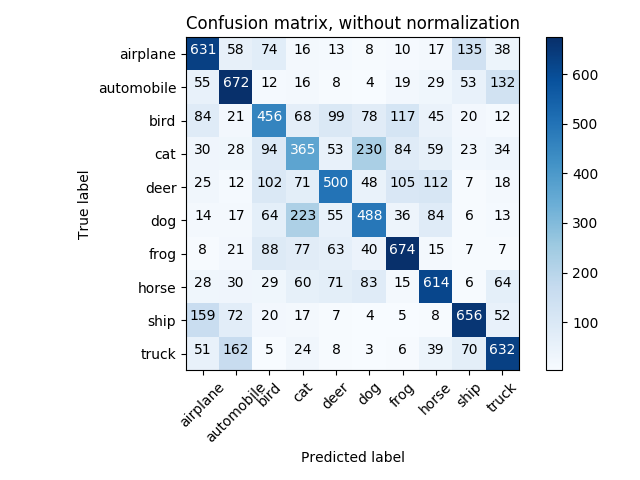 Confusion matrix, without normalization
airplane 631 58 74 16 13 8 10 17 135 38
automobile 55 672 12 16 8 4 19 29 53 132
bird 84 21 456 68 99 78 117 45 20 12
cat 30 28 94 365 53 230 84 59 23 34
deer 25 12 102 71 500 48 105 112 7 18
dog 14 17 64 223 55 488 36 84 6 13
frog 8 21 88 77 63 40 674 15 7 7
horse 28 30 29 60 71 83 15 614 6 64
ship 159 72 20 17 7 4 5 8 656 52
truck 51 162 5 24 8 3 6 39 70 632
True label
airplane automobile bird cat deer dog frog horse ship truck
Predicted label
600
500
400
300
200
100